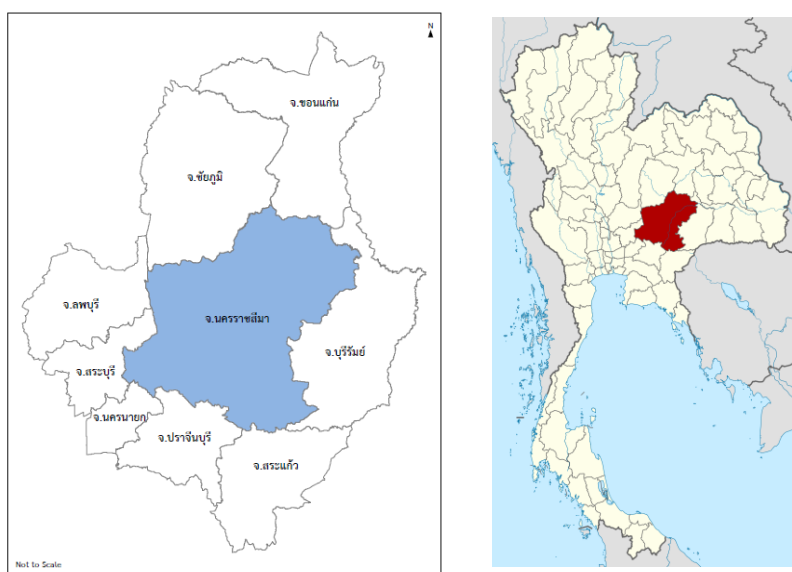 N
จ.ขอนแก่น
จ.ชัยภูมิ
จ.ลพบุรี
จ.นครราชสีมา
จ.บุรีรัมย์
จ.สระบุรี
จ.นครนายก
จ.ปราจีนบุรี
จ.สระแก้ว
Not to Scale